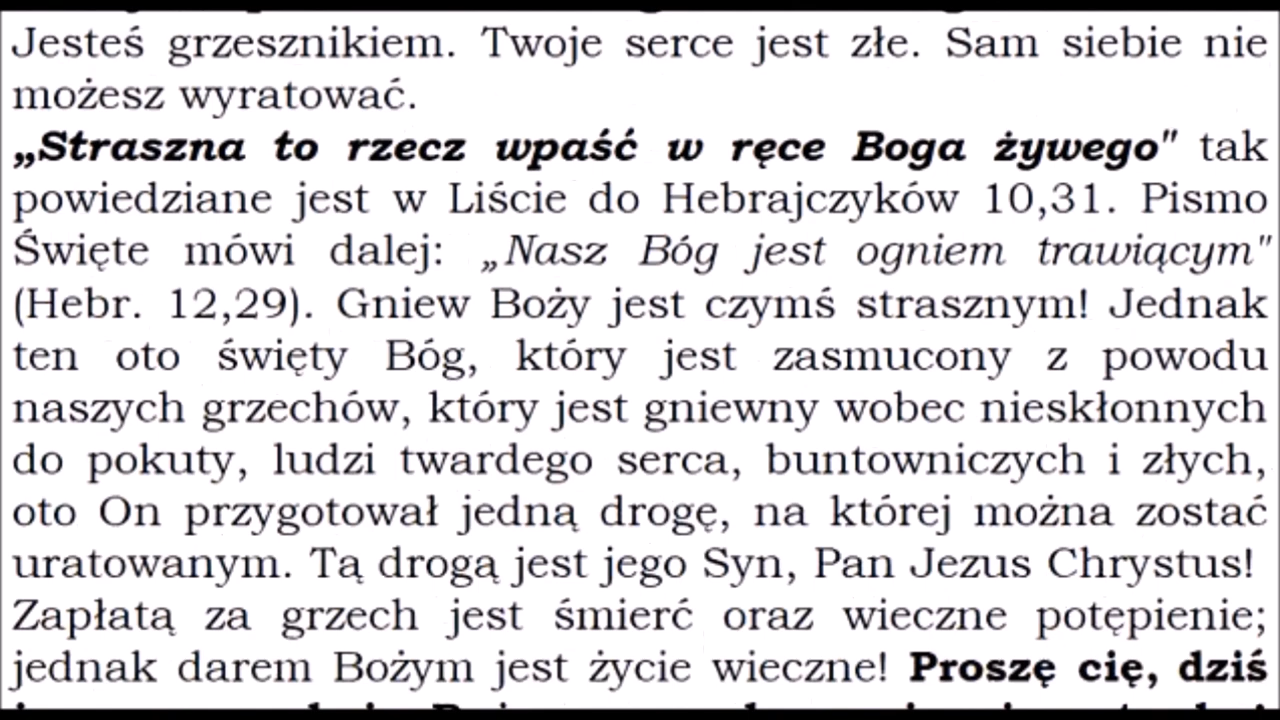 Jesteś grzesznikiem. Twoje serce jest złe. Sam siebie nie
możesz wyratować.
„Straszna to rzecz wpaść w ręce Boga żywego" tak
powiedziane jest w Liście do Hebrajczyków 10,31. Pismo
Święte mówi dalej: „Nasz Bóg jest ogniem trawiącym"
(Hebr. 12,29). Gniew Boży jest czymś strasznym! Jednak
ten oto święty Bóg, który jest zasmucony z powodu
naszych grzechów, który jest gniewny wobec nieskłonnych
do pokuty, ludzi twardego serca, buntowniczych i złych,
oto On przygotował jedną drogę, na której można zostać
uratowanym. Tą drogą jest jego Syn, Pan Jezus Chrystus!
Zapłatą za grzech jest śmierć oraz wieczne potępienie;
jednak darem Bożym jest życie wieczne! Proszę cię, dziś